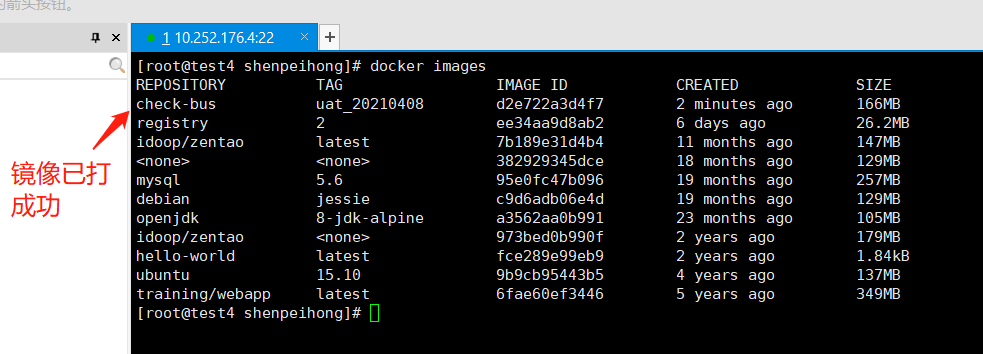 的前头按钮。
1 10.252.176.4:22
[root@test4 shenpeihong]# docker images
REPOSITORY TAG IMAGE ID CREATED SIZE
check-bus uat_20210408 d2e722a3d4f7 2 minutes ago 166MB
registry 2 ee34aa9d8ab2 6 days ago 26.2MB
idoop/zentao latest 7b189e31d4b4 11 months ago 147MB
<none> <none> 382929345dce 18 months ago 129MB
mysql 5.6 95e0fc47b096 19 months ago 257MB
debian jessie c9d6adb06e4d 19 months ago 129MB
openjdk 8-jdk-alpine a3562aa0b991 23 months ago 105MB
idoop/zentao <none> 973bed0b990f 2 years ago 179MB
hello-world latest fce289e99eb9 2 years ago 1.84kB
ubuntu 15.10 9b9cb95443b5 4 years ago 137MB
training/webapp latest 6fae60ef3446 5 years ago 349MB
[root@test4 shenpeihong]#
镜像已打
成功